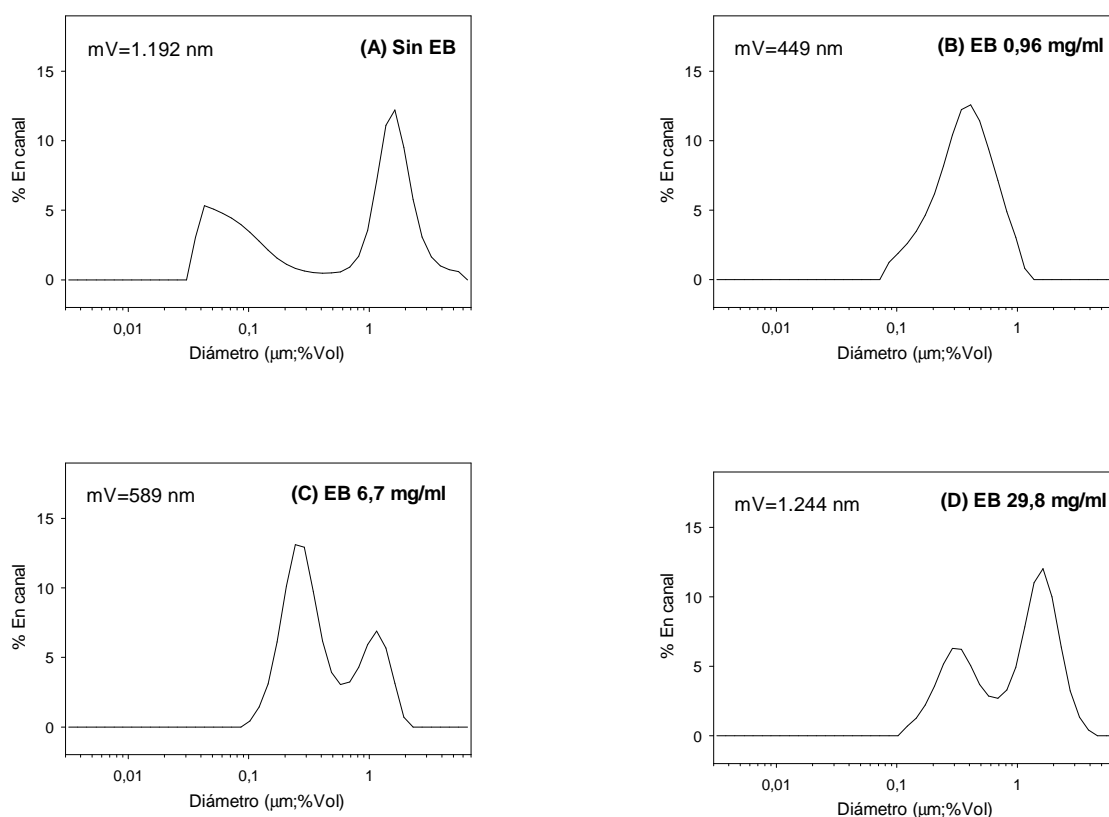 mV=1.192 nm
(A) Sin EB
% En canal
15
10
5
0
0,01
0,1
1
Diámetro (μm;%Vol)
mV=449 nm
(B) EB 0,96 mg/ml
% En canal
15
10
5
0
0,01
0,1
1
Diámetro (μm;%Vol)
mV=589 nm
(C) EB 6,7 mg/ml
% En canal
15
10
5
0
0,01
0,1
1
Diámetro (μm;%Vol)
mV=1.244 nm
(D) EB 29,8 mg/ml
% En canal
15
10
5
0
0,01
0,1
1
Diámetro (μm;%Vol)